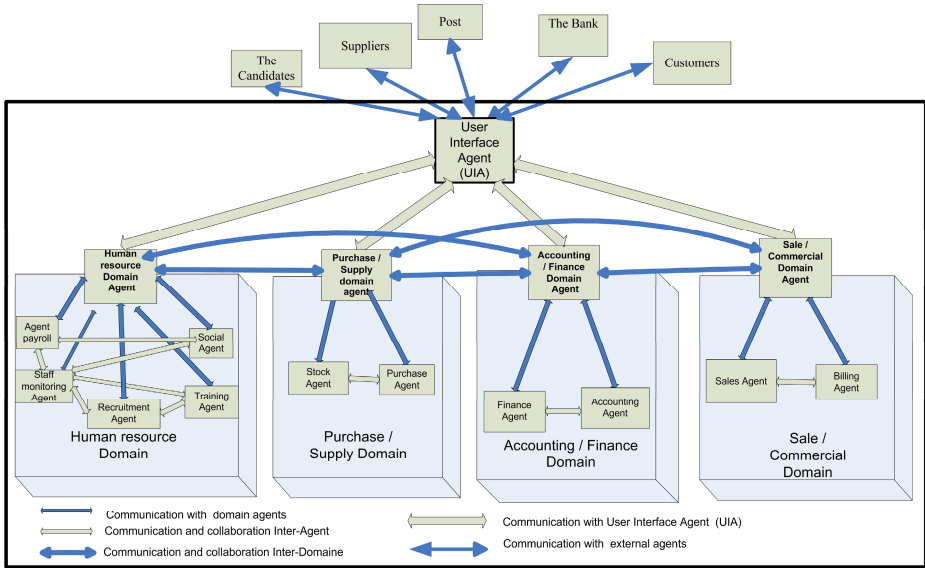 Post
The Bank
Suppliers
The
Candidates
Customers
User
Interface
Agent
(UIA)
Human
resource
Domain
Agent
Purchase /
Supply
domain
agent
Accounting
/ Finance
Domain
Agent
Sale /
Commercial
Domain
Agent
Agent
payroll
Social
Agent
Staff
monitoring
Agent
Recruitment
Agent
Training
Agent
Human resource
Domain
Stock
Agent
Purchase
Agent
Purchase /
Supply Domain
Finance
Agent
Accounting
Agent
Accounting / Finance
Domain
Sales Agent
Billing
Agent
Sale /
Commercial
Domain
Communication with domain agents
Communication and collaboration Inter-Agent
Communication and collaboration Inter-Domaine
Communication with User Interface Agent (UIA)
Communication with external agents